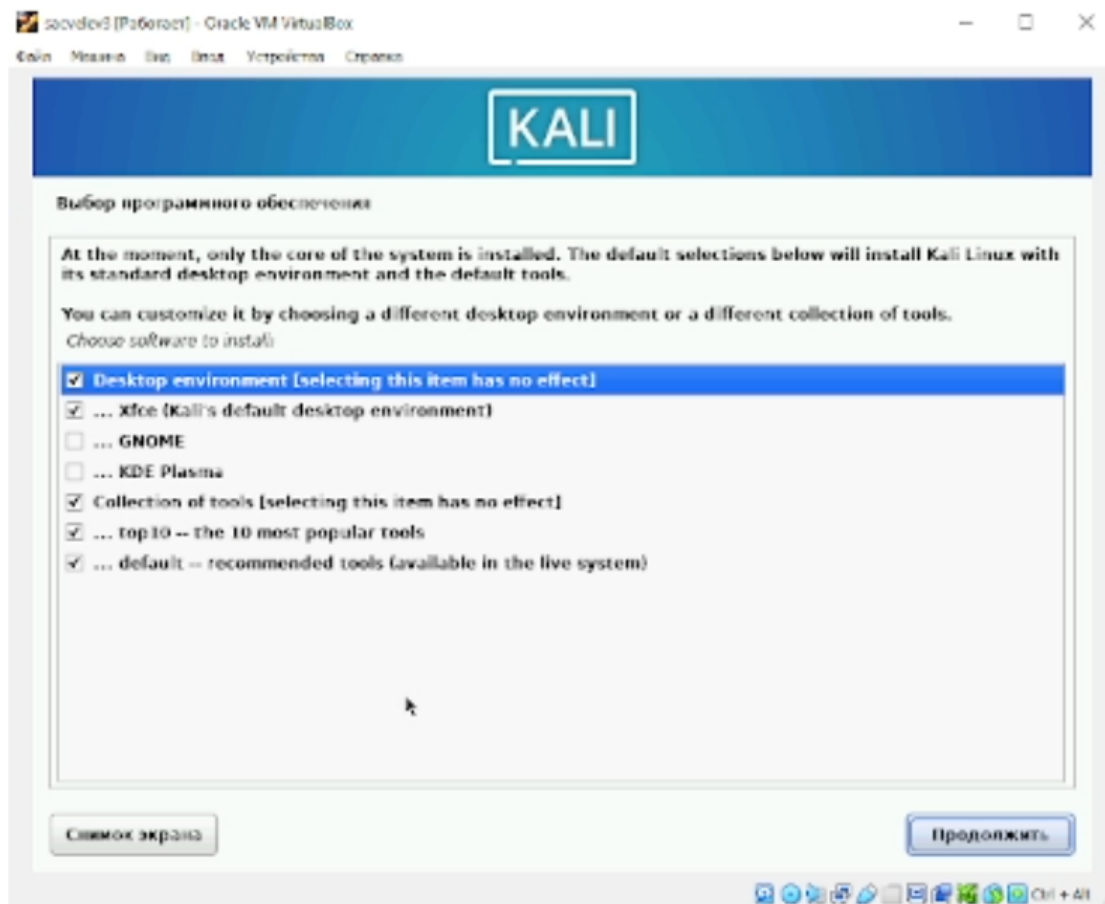 [Работает] - Oracle VM VirtualBox
Файл Машина Вид Ввод Устройства Справка
KALI
Выбор программного обеспечения
At the moment, only the core of the system is installed. The default selections below will install Kali Linux with
its standard desktop environment and the default tools.
You can customize it by choosing a different desktop environment or a different collection of tools.
Choose software to install:
Desktop environment [selecting this item has no effect]
... Xfce (Kali's default desktop environment)
... GNOME
... KDE Plasma
Collection of tools [selecting this item has no effect]
... top10 -- the 10 most popular tools
... default -- recommended tools (available in the live system)
Снимок экрана
Продолжить
Ctrl + Alt